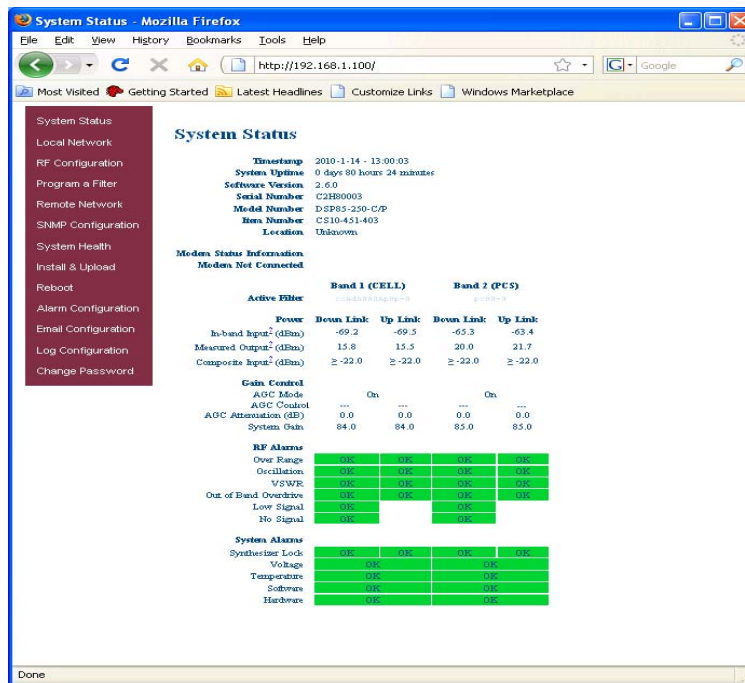 System Status - Mozilla Firefox
File Edit View History Bookmarks Tools Help
http://192.168.1.100/
Google
Most Visited Getting Started Latest Headlines Customize Links Windows Marketplace
System Status
Local Network
RF Configuration
Program a Filter
Remote Network
SNMP Configuration
System Health
Install & Upload
Reboot
Alarm Configuration
Email Configuration
Log Configuration
Change Password
System Status
Timestamp 2010-1-14 - 13:00:03
System Uptime 0 days 80 hours 24 minutes
Software Version 2.6.0
Serial Number C2H80003
Model Number DSP85-250-C/P
Item Number CS10-451-403
Location Unknown
Modem Status Information
Modem Not Connected
Band 1 (CELL) Band 2 (PCS)
Active Filter
Power Down Link Up Link Down Link Up Link
In-band Input2 (dBm) -69.2 -69.5 -65.3 -63.4
Measured Output2 (dBm) 15.8 15.5 20.0 21.7
Composite Input2 (dBm) ≥ -22.0 ≥ -22.0 ≥ -22.0 ≥ -22.0
Gain Control
AGC Mode On On
AGC Control --- --- --- ---
AGC Attenuation (dB) 0.0 0.0 0.0 0.0
System Gain 84.0 84.0 85.0 85.0
RF Alarms
Over Range OK OK OK OK
Oscillation OK OK OK OK
VSWR OK OK OK OK
Out of Band Overdrive OK OK OK OK
Low Signal OK OK
No Signal OK OK
System Alarms
Synthesizer Lock OK OK OK OK
Voltage OK OK
Temperature OK OK
Software OK OK
Hardware OK OK
Done